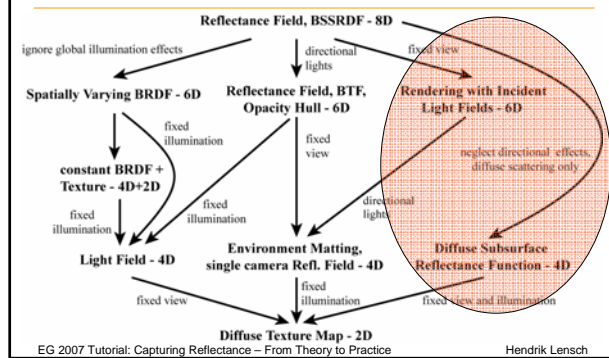 Reflectance Field, BSSRDF - 8D
ignore global illumination effects
directional
lights
fixed view
Spatially Varying BRDF - 6D
Reflectance Field, BTF,
Opacity Hull - 6D
Rendering with Incident
Light Fields - 6D
fixed
illumination
fixed
view
neglect directional effects,
diffuse scattering only
constant BRDF +
Texture - 4D+2D
fixed
illumination
fixed
illumination
directional
lights
Light Field - 4D
Environment Matting,
single camera Refl. Field - 4D
Diffuse Subsurface
Reflectance Function - 4D
fixed view
fixed
illumination
fixed view and illumination
Diffuse Texture Map - 2D
EG 2007 Tutorial: Capturing Reflectance – From Theory to Practice
Hendrik Lensch